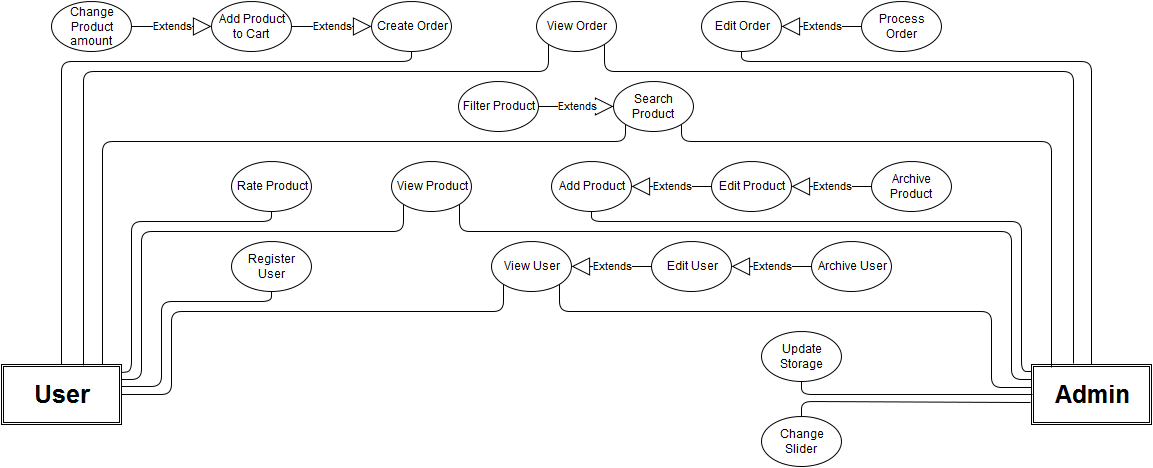 Change
Product
amount
Extends
Add Product
to Cart
Extends
Create Order
View Order
Edit Order
Extends
Process
Order
Filter Product
Extends
Search
Product
Rate Product
View Product
Add Product
Extends
Edit Product
Extends
Archive
Product
Register
User
View User
Extends
Edit User
Extends
Archive User
Update
Storage
User
Admin
Change
Slider